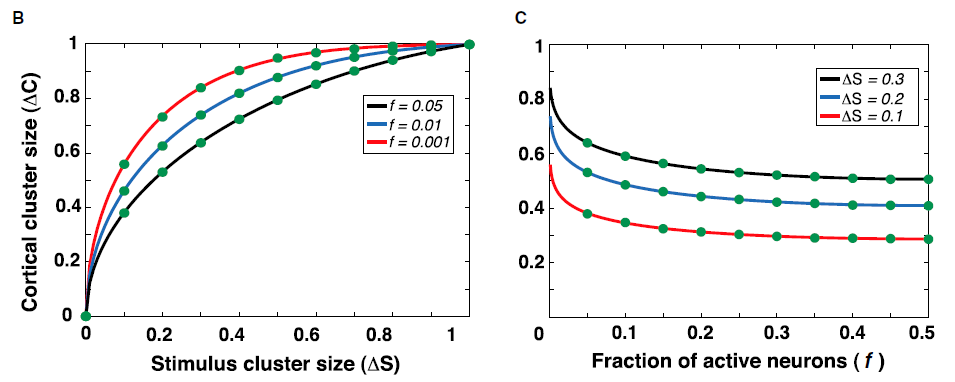 B
Cortical cluster size (ΔC)
1
0.8
0.6
0.4
0.2
0
f = 0.05
f = 0.01
f = 0.001
0 0.2 0.4 0.6 0.8 1
Stimulus cluster size (ΔS)
C
1
0.8
0.6
0.4
0.2
ΔS = 0.3
ΔS = 0.2
ΔS = 0.1
0 0.1 0.2 0.3 0.4 0.5
Fraction of active neurons ( f )